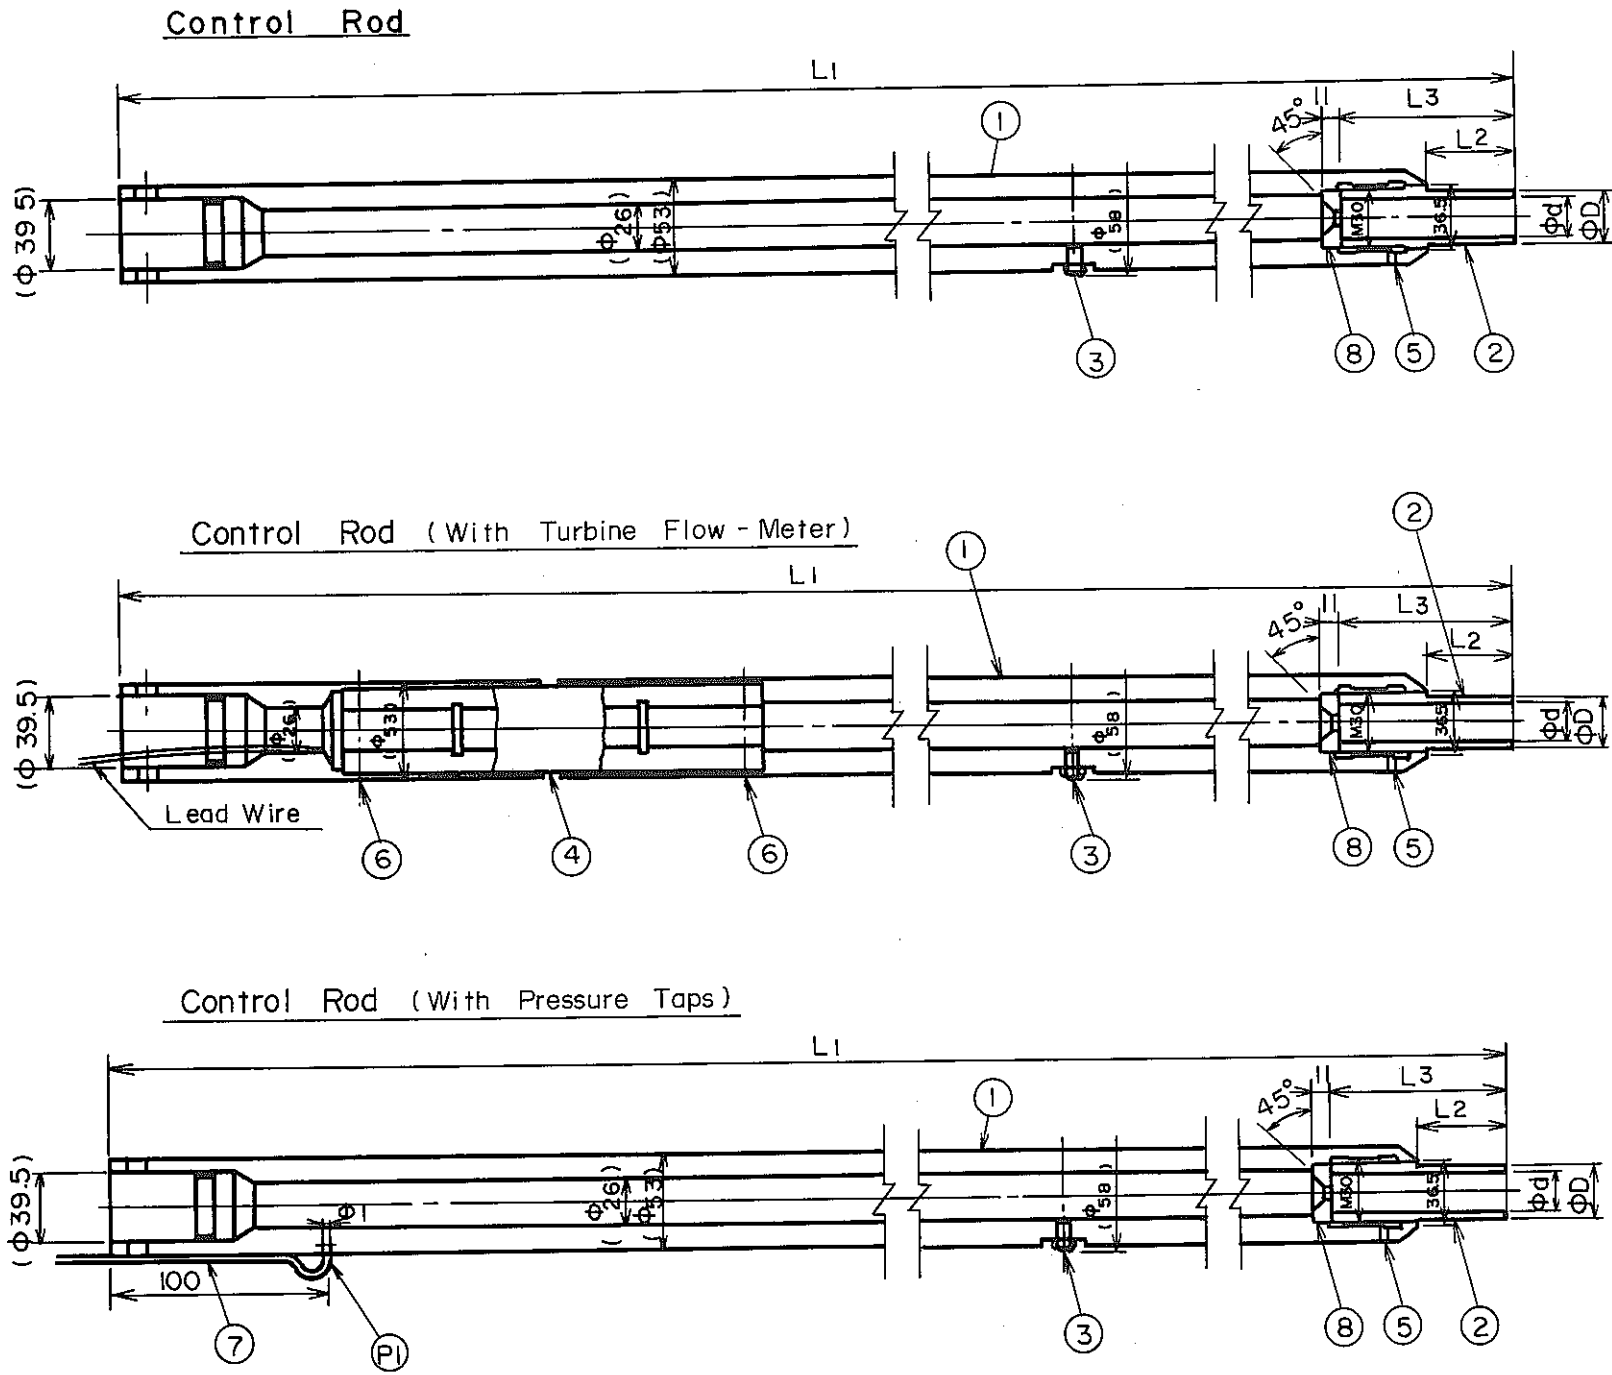 Control Rod
L1
45° 11 L3
L2
①
(Φ39.5)
(Φ26)
(Φ53)
(Φ58)
M30
36.5
Φd
ΦD
③
⑧
⑤
②
Control Rod (With Turbine Flow-Meter)
②
①
L1
45° 11 L3
L2
(Φ39.5)
(Φ26)
(Φ53)
(Φ58)
M30
36.5
Φd
ΦD
Lead Wire
⑥
④
⑥
③
⑧
⑤
Control Rod (With Pressure Taps)
L1
45° 11 L3
L2
①
(Φ39.5)
Φ1
(Φ26)
(Φ53)
(Φ58)
M30
36.5
Φd
ΦD
100
⑦
P1
③
⑧
⑤
②